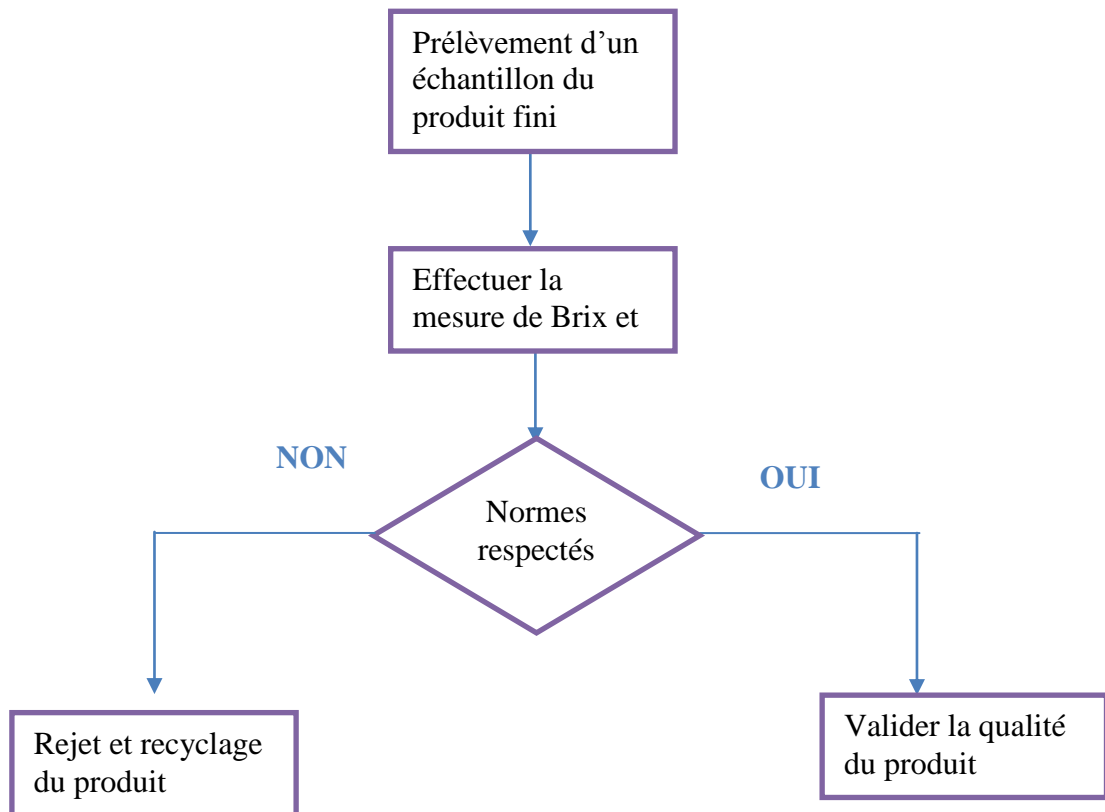 Prélèvement d’un
échantillon du
produit fini
Effectuer la
mesure de Brix et
NON
OUI
Normes
respectés
Rejet et recyclage
du produit
Valider la qualité
du produit